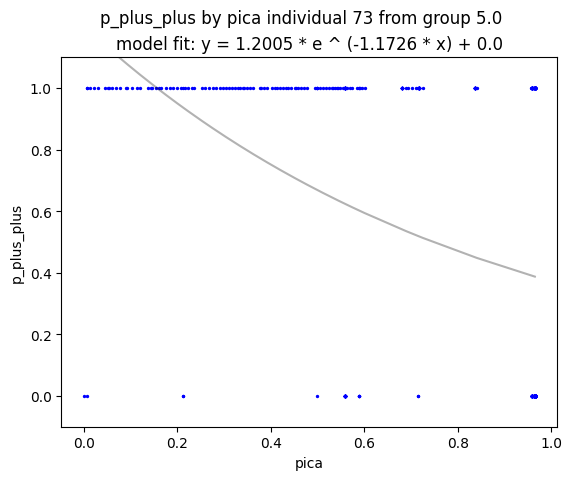 p_plus_plus by pica individual 73 from group 5.0
model fit: y = 1.2005 * e ^ (-1.1726 * x) + 0.0
1.0
0.8
0.6
0.4
0.2
0.0
p_plus_plus
0.0 0.2 0.4 0.6 0.8 1.0
pica